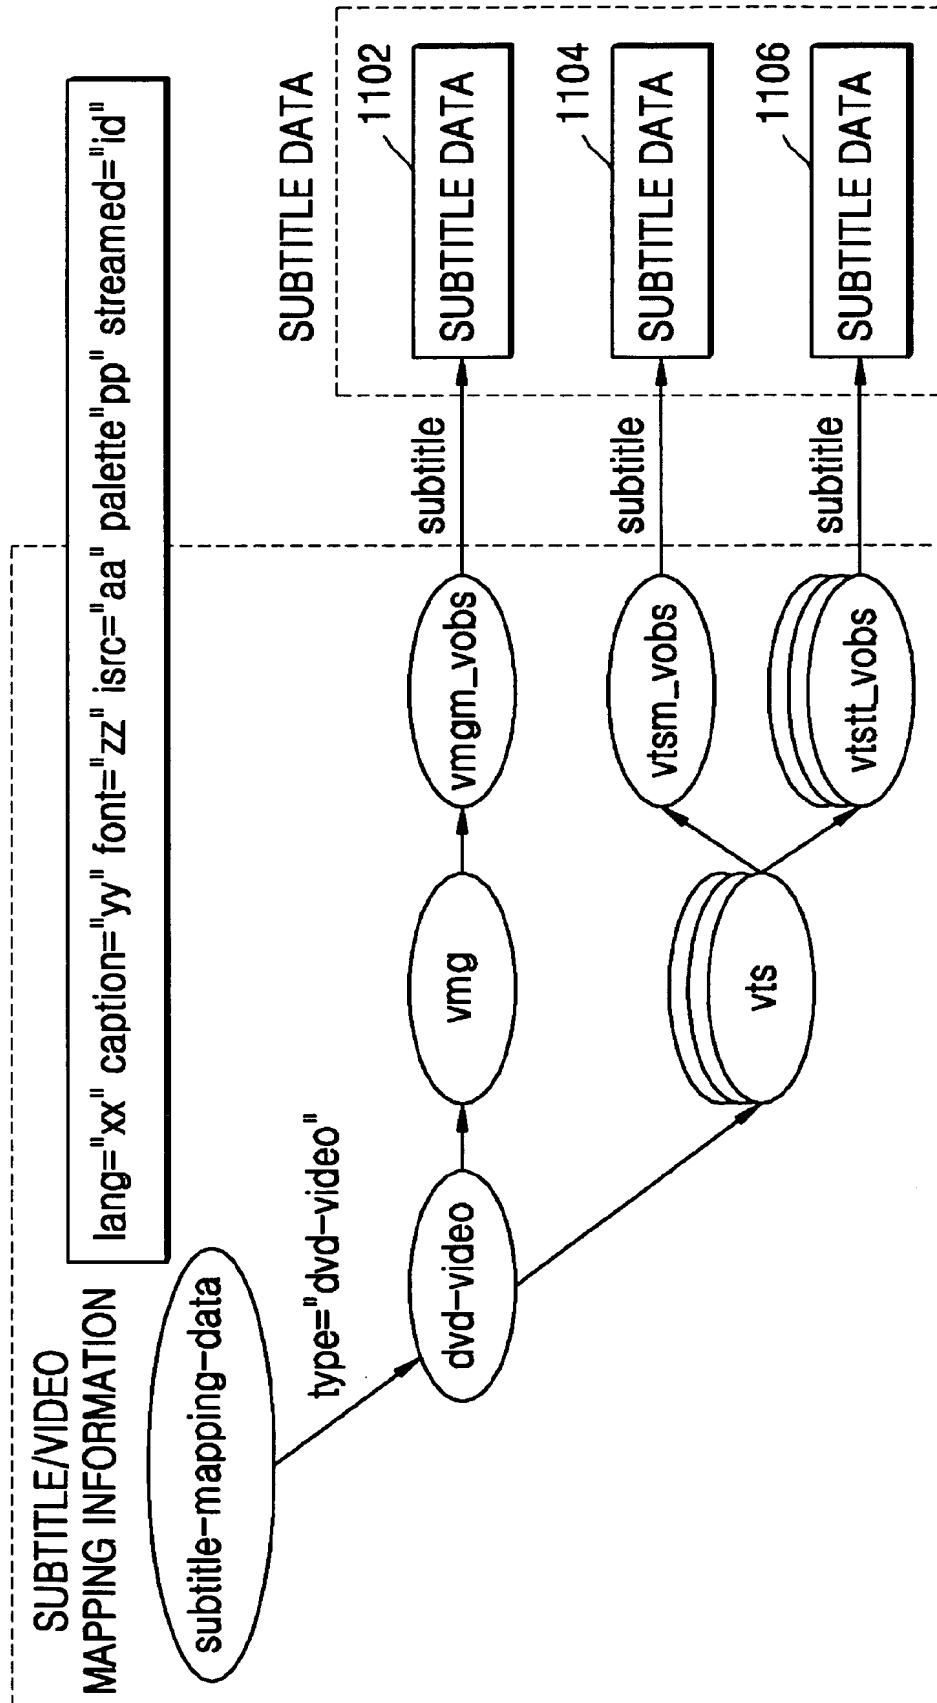 SUBTITLE/VIDEO
MAPPING INFORMATION
lang="xx" caption="yy" font="zz" isrc="aa" palette"pp" streamed="id"
subtitle-mapping-data
type="dvd-video"
SUBTITLE DATA
dvd-video
vmg
vmgm_vobs
subtitle
SUBTITLE DATA
1102
vts
vtsm_vobs
subtitle
SUBTITLE DATA
1104
vtstt_vobs
subtitle
SUBTITLE DATA
1106